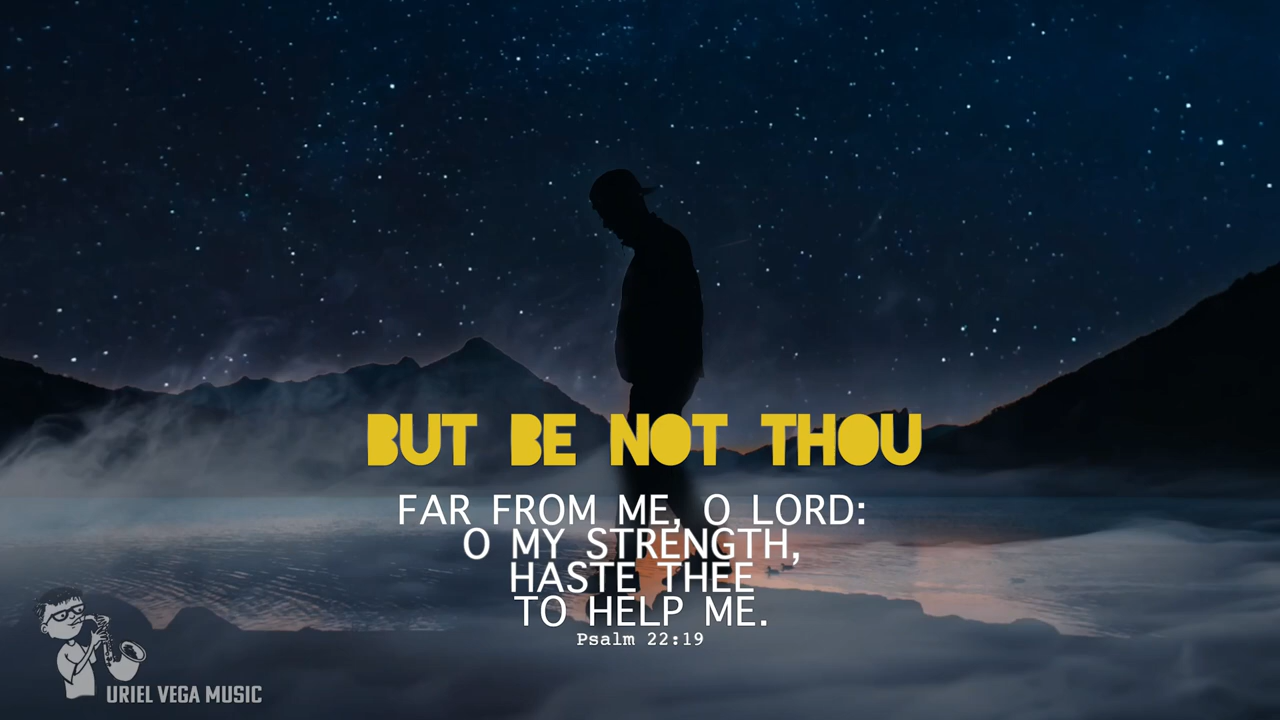 BUT BE NOT THOU
FAR FROM ME, O LORD:
O MY STRENGTH,
HASTE THEE
TO HELP ME.
Psalm 22:19
URIEL VEGA MUSIC